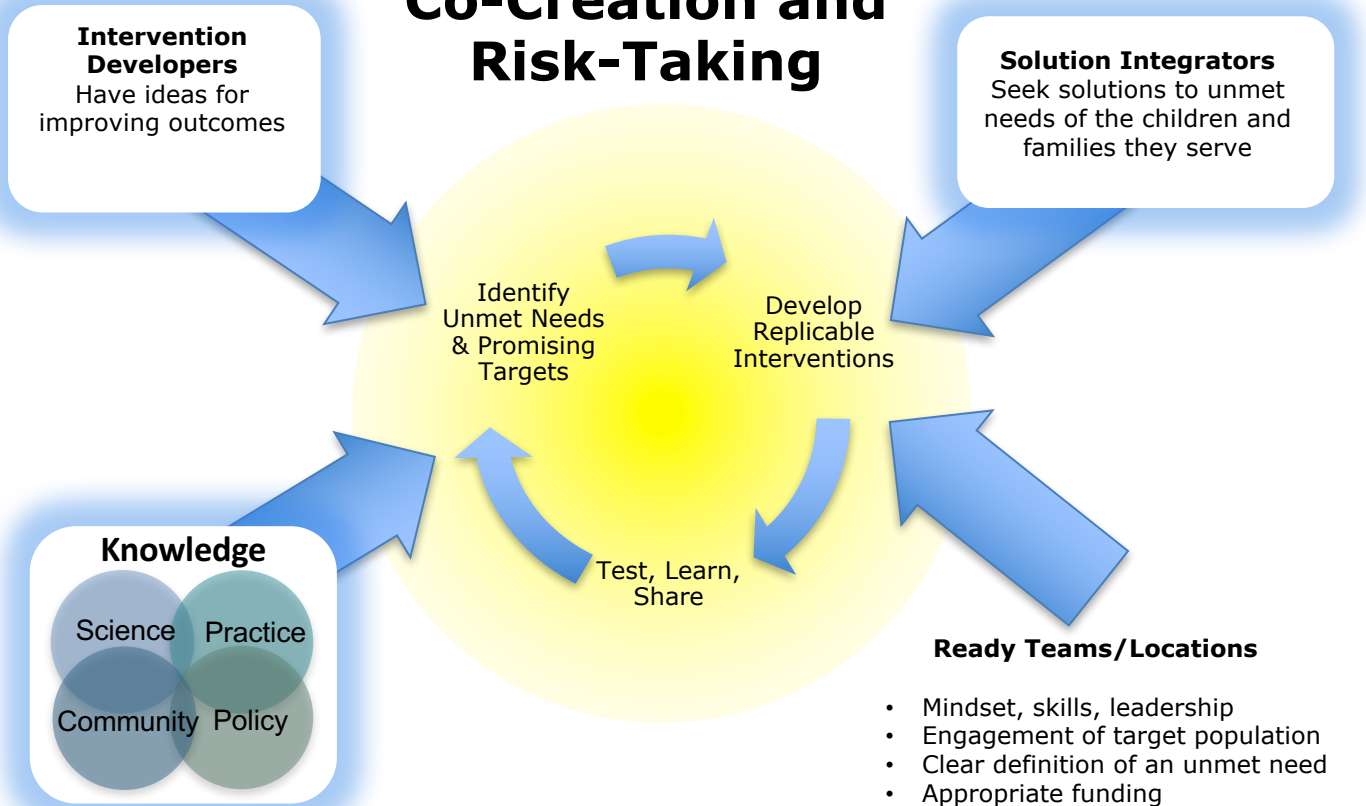 Co-Creation and
Risk-Taking
Intervention
Developers
Have ideas for
improving outcomes
Solution Integrators
Seek solutions to unmet
needs of the children and
families they serve
Identify
Unmet Needs
& Promising
Targets
Develop
Replicable
Interventions
Test, Learn,
Share
Knowledge
Science Practice
Community Policy
Ready Teams/Locations
• Mindset, skills, leadership
• Engagement of target population
• Clear definition of an unmet need
• Appropriate funding